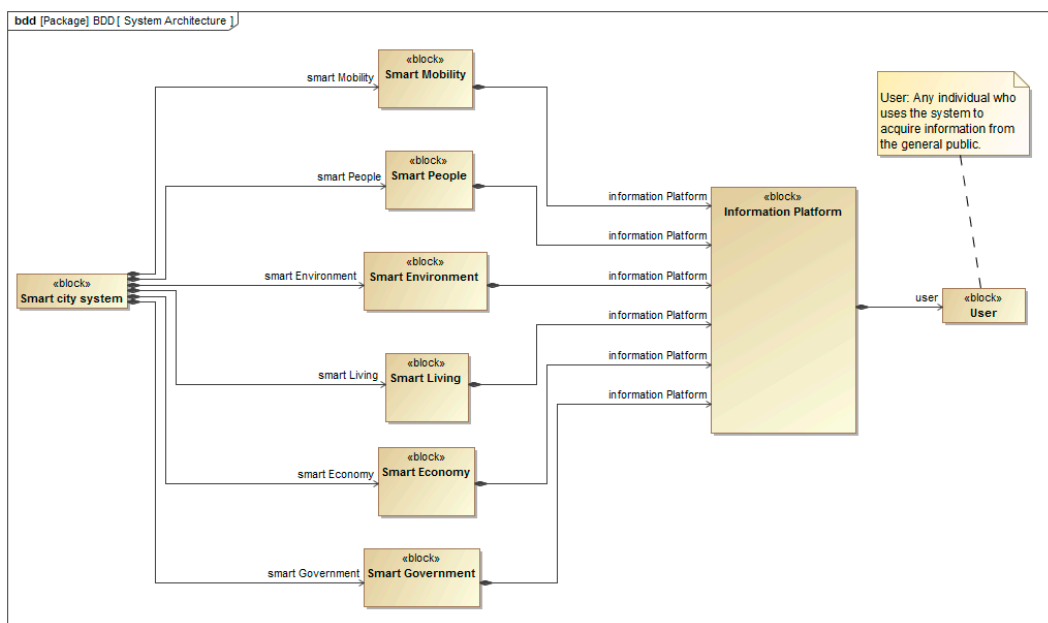 bdd [Package] BDD [ System Architecture ]
«block»
Smart Mobility
smart Mobility
User: Any individual who
uses the system to
acquire information from
the general public.
«block»
Smart People
smart People
information Platform
«block»
Information Platform
information Platform
«block»
Smart Environment
smart Environment
information Platform
«block»
Smart city system
user
«block»
User
information Platform
«block»
Smart Living
smart Living
information Platform
information Platform
«block»
Smart Economy
smart Economy
«block»
Smart Government
smart Government